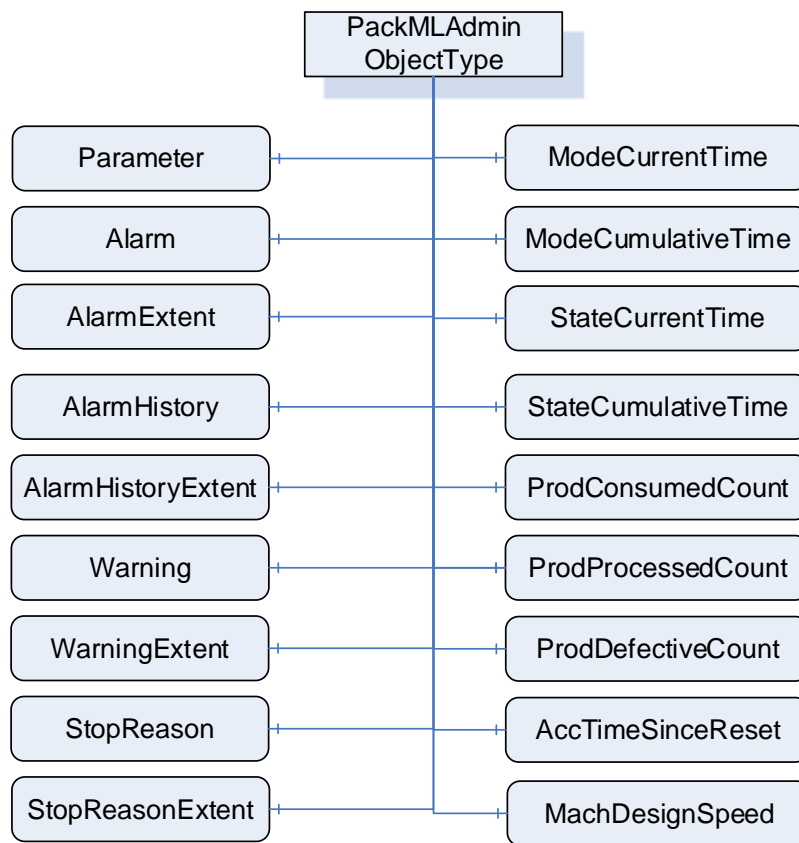 PackMLAdmin
ObjectType
Parameter
ModeCurrentTime
Alarm
ModeCumulativeTime
AlarmExtent
StateCurrentTime
AlarmHistory
StateCumulativeTime
AlarmHistoryExtent
ProdConsumedCount
Warning
ProdProcessedCount
WarningExtent
ProdDefectiveCount
StopReason
AccTimeSinceReset
StopReasonExtent
MachDesignSpeed